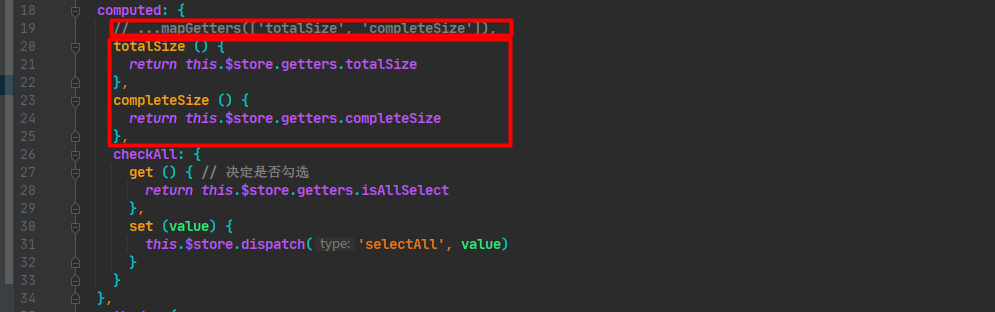 18 computed: {
19 // ...mapGetters(['totalSize', 'completeSize']),
20 totalSize () {
21 return this.$store.getters.totalSize
22 },
23 completeSize () {
24 return this.$store.getters.completeSize
25 },
26 checkAll: {
27 get () { // 决定是否勾选
28 return this.$store.getters.isAllSelect
29 },
30 set (value) {
31 this.$store.dispatch( type: 'selectAll', value)
32 }
33 }
34 },